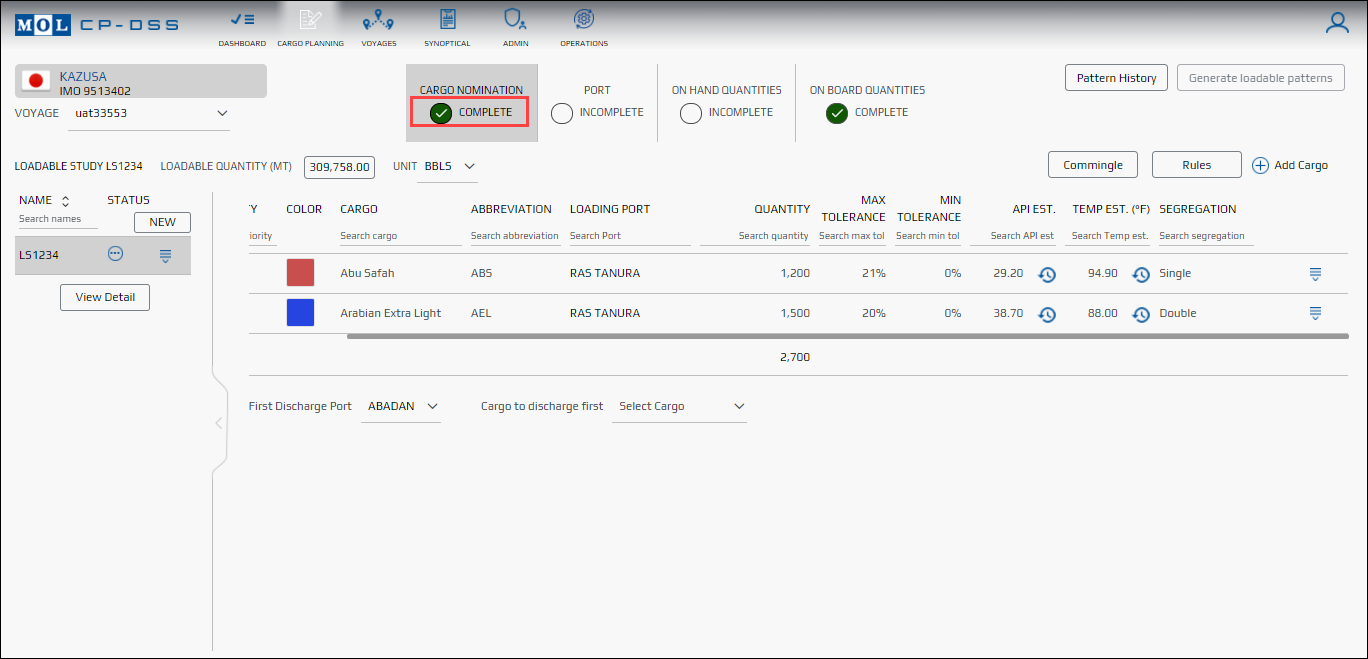 MOL CP-DSS
DASHBOARD CARGO PLANNING VOYAGES SYNOPTICAL ADMIN OPERATIONS
KAZUSA
IMO 9513402
VOYAGE uat33553
CARGO NOMINATION PORT ON HAND QUANTITIES ON BOARD QUANTITIES
COMPLETE INCOMPLETE INCOMPLETE COMPLETE
Pattern History Generate loadable patterns
LOADABLE STUDY LS1234 LOADABLE QUANTITY (MT) 309,758.00 UNIT BBLS
Commingle Rules Add Cargo
NAME STATUS
Search names NEW
LS1234
View Detail
Y COLOR CARGO ABBREVIATION LOADING PORT QUANTITY MAX TOLERANCE MIN TOLERANCE API EST. TEMP EST. (ºF) SEGREGATION
iority Search cargo Search abbreviation Search Port Search quantity Search max tol Search min tol Search API est Search Temp est. Search segregation
Abu Safah ABS RAS TANURA 1,200 21% 0% 29.20 94.90 Single
Arabian Extra Light AEL RAS TANURA 1,500 20% 0% 38.70 88.00 Double
2,700
First Discharge Port ABADAN Cargo to discharge first Select Cargo